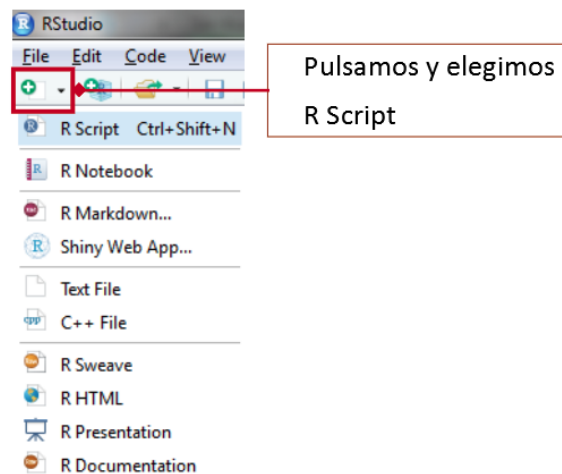 RStudio
File Edit Code View
Pulsamos y elegimos
R Script
R Script Ctrl+Shift+N
R Notebook
R Markdown...
Shiny Web App...
Text File
C++ File
R Sweave
R HTML
R Presentation
R Documentation